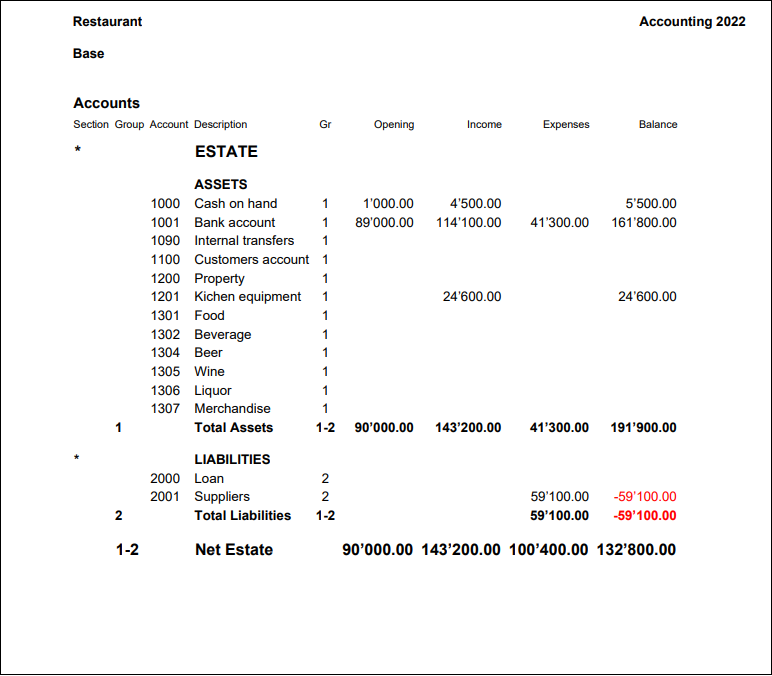 Restaurant Accounting 2022
Base
Accounts
Section Group Account Description Gr Opening Income Expenses Balance
* ESTATE
ASSETS
1000 Cash on hand 1 1’000.00 4’500.00 5’500.00
1001 Bank account 1 89’000.00 114’100.00 41’300.00 161’800.00
1090 Internal transfers 1
1100 Customers account 1
1200 Property 1
1201 Kichen equipment 1 24’600.00 24’600.00
1301 Food 1
1302 Beverage 1
1304 Beer 1
1305 Wine 1
1306 Liquor 1
1307 Merchandise 1
1 Total Assets 1-2 90’000.00 143’200.00 41’300.00 191’900.00
* LIABILITIES
2000 Loan 2
2001 Suppliers 2 59’100.00 -59’100.00
2 Total Liabilities 1-2 59’100.00 -59’100.00
1-2 Net Estate 90’000.00 143’200.00 100’400.00 132’800.00